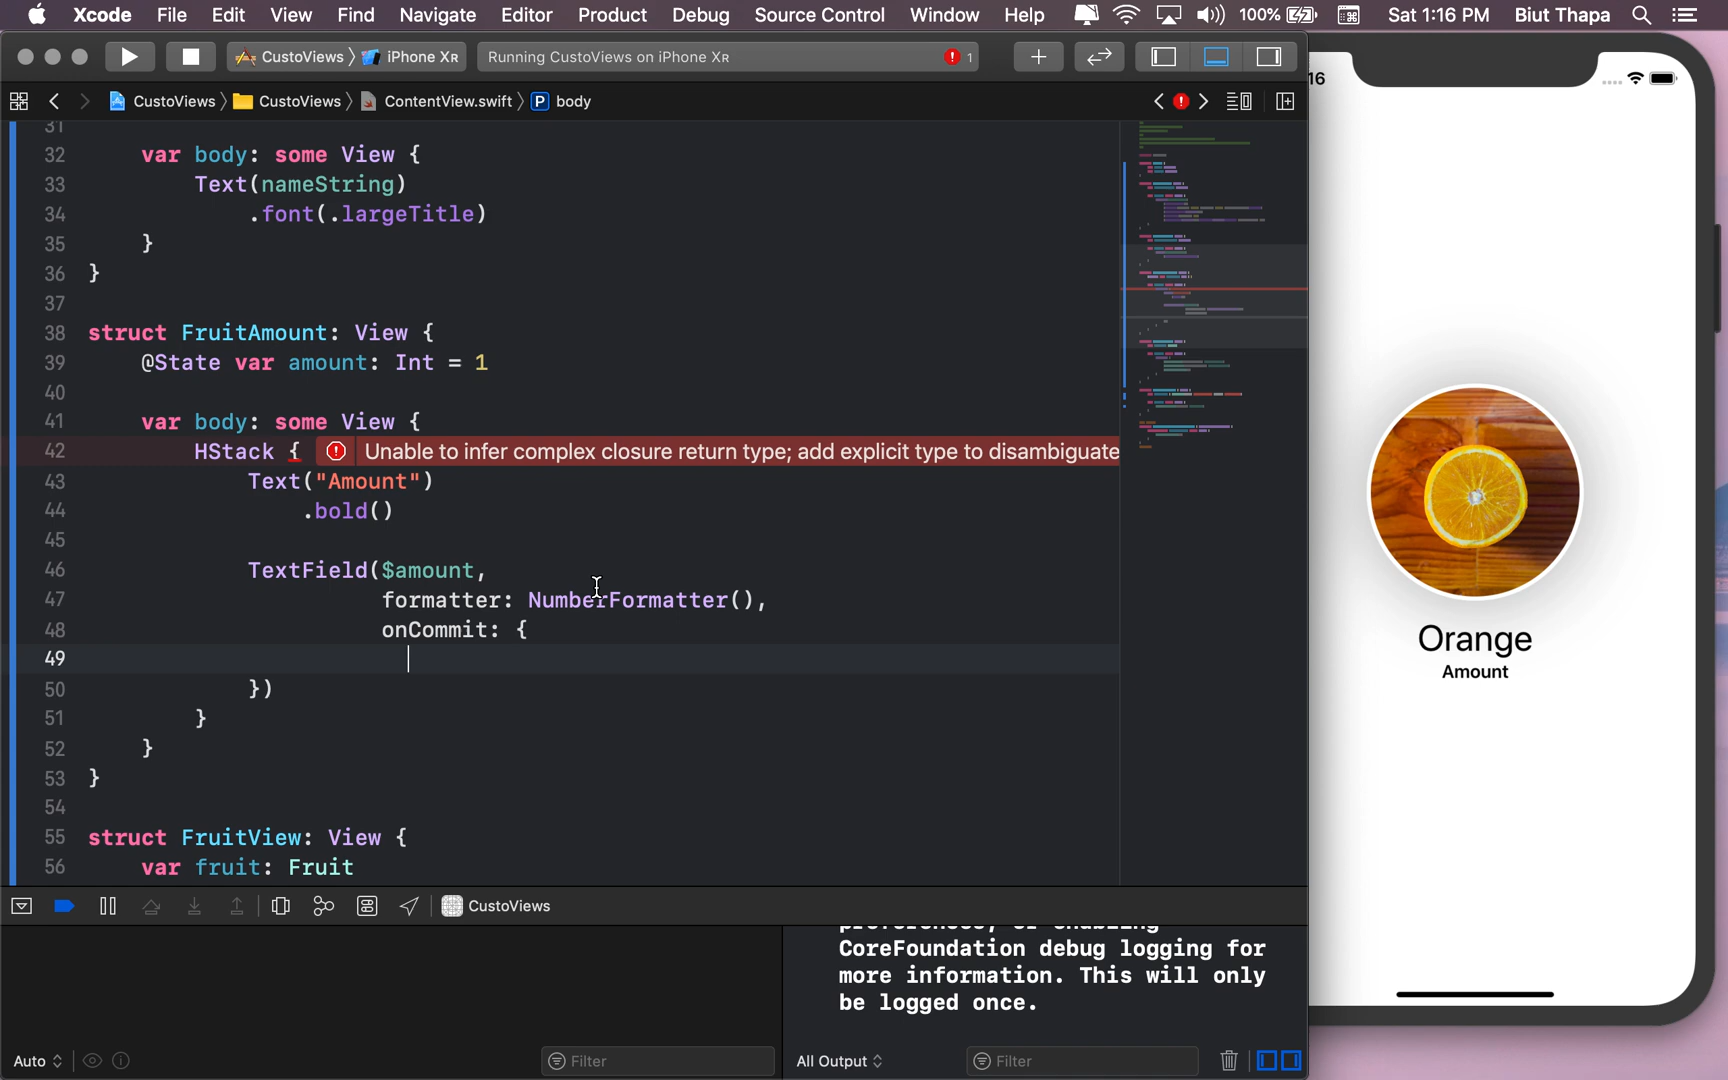 Xcode File Edit View Find Navigate Editor Product Debug Source Control Window Help 100% Sat 1:16 PM Biut Thapa
CustoViews iPhone XR Running CustoViews on iPhone XR 1
CustoViews CustoViews ContentView.swift P body
16
31
32 var body: some View {
33 Text(nameString)
34 .font(.largeTitle)
35 }
36 }
37
38 struct FruitAmount: View {
39 @State var amount: Int = 1
40
41 var body: some View {
42 HStack { Unable to infer complex closure return type; add explicit type to disambiguate
43 Text("Amount")
44 .bold()
45
46 TextField($amount,
47 formatter: NumberFormatter(),
48 onCommit: {
49
50 })
51 }
52 }
53 }
54
55 struct FruitView: View {
56 var fruit: Fruit
Orange
Amount
CustoViews
CoreFoundation debug logging for
more information. This will only
be logged once.
Auto Filter All Output Filter